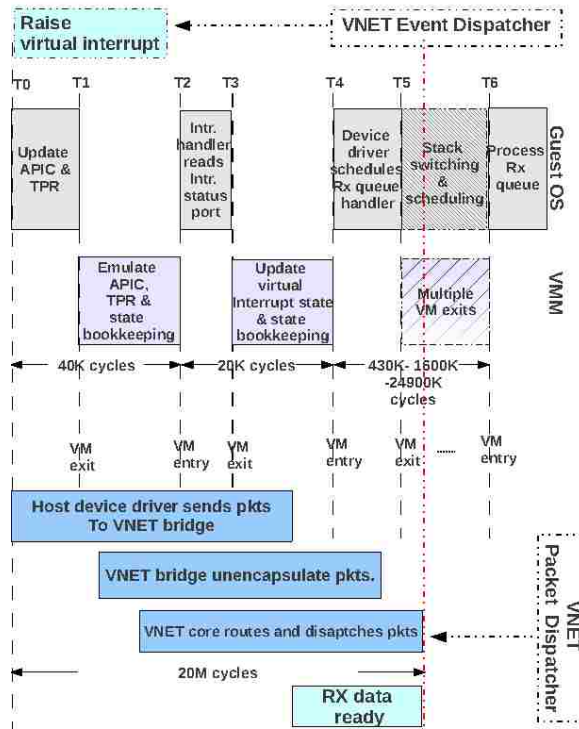 Raise
virtual interrupt
VNET Event Dispatcher
T0
T1
T2
T3
T4
T5
T6
Update
APIC &
TPR
Intr.
handler
reads
Intr.
status
port
Device
driver
schedules
Rx queue
handler
Stack
switching
&
scheduling
Process
Rx
queue
Guest OS
Emulate
APIC,
TPR &
state
bookkeeping
Update
virtual
Interrupt state
& state
bookkeeping
Multiple
VM exits
VMM
40K cycles
20K cycles
430K- 1600K
-24900K
cycles
VM
exit
VM
entry
VM
exit
VM
entry
VM
exit
......
VM
entry
Host device driver sends pkts
To VNET bridge
VNET bridge unencapsulate pkts.
VNET core routes and disaptches pkts
VNET
Packet Dispatcher
20M cycles
RX data
ready